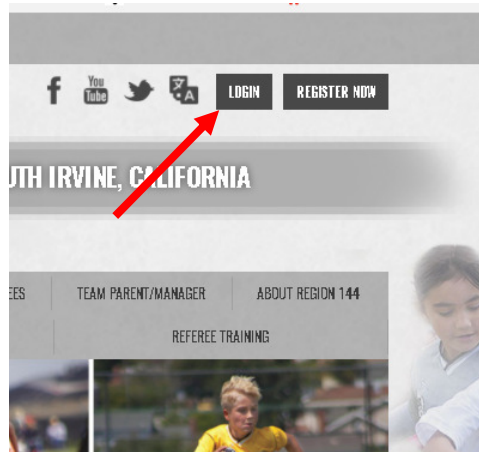 You
Tube
LOGIN
REGISTER NOW
UTH IRVINE, CALIFORNIA
EES
TEAM PARENT/MANAGER
ABOUT REGION 144
REFEREE TRAINING